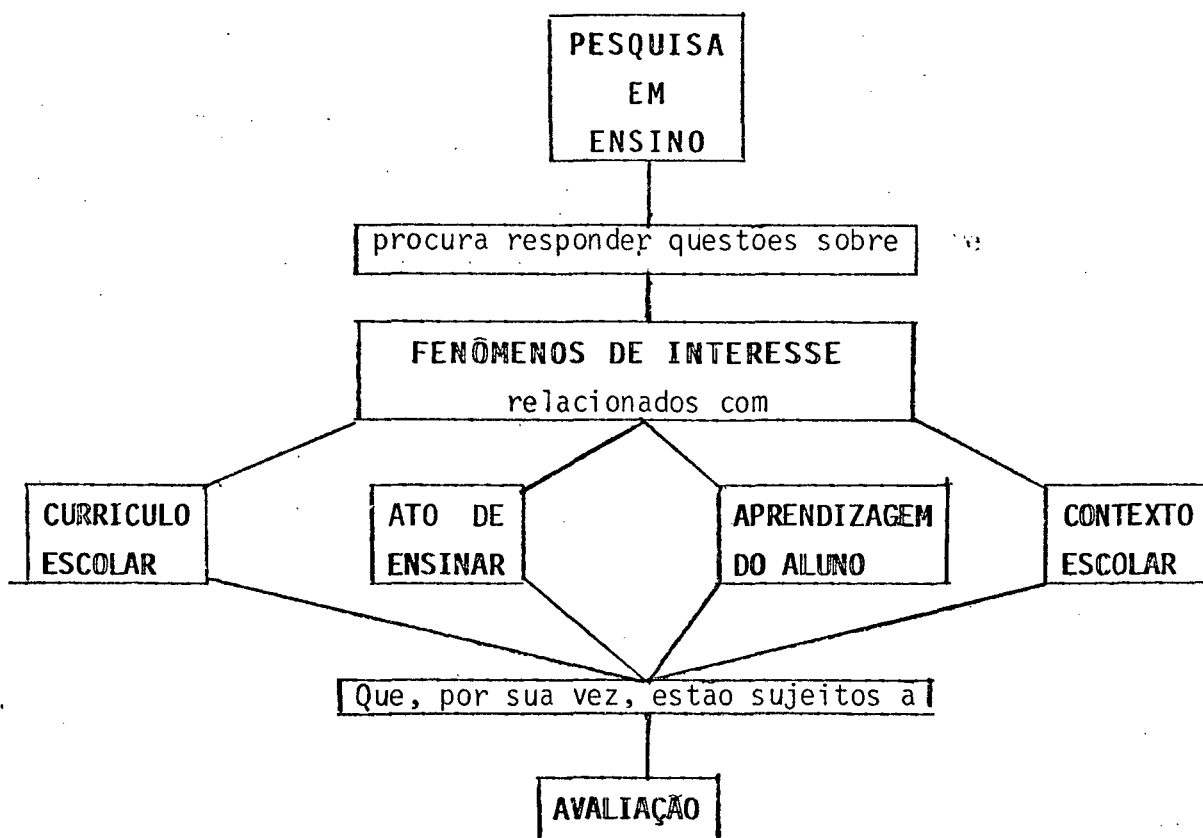 PESQUISA
EM
ENSINO
procura responder questões sobre
FENÔMENOS DE INTERESSE
relacionados com
CURRICULO
ESCOLAR
ATO DE
ENSINAR
APRENDIZAGEM
DO ALUNO
CONTEXTO
ESCOLAR
Que, por sua vez, estao sujeitos a
AVALIAÇÃO